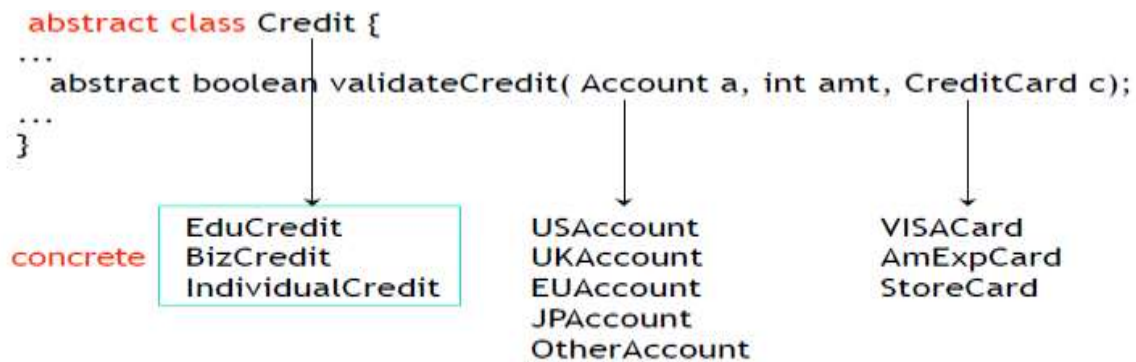 abstract class Credit {
...
abstract boolean validateCredit( Account a, int amt, CreditCard c);
...
}
concrete
EduCredit
BizCredit
IndividualCredit
USAccount
UKAccount
EUAccount
JPAccount
OtherAccount
VISACard
AmExpCard
StoreCard